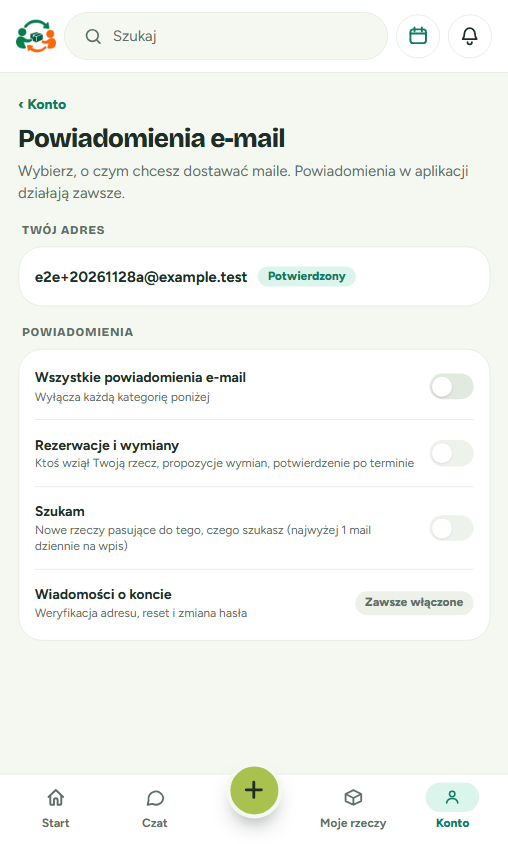 Szukaj
‹ Konto
Powiadomienia e-mail
Wybierz, o czym chcesz dostawać maile. Powiadomienia w aplikacji
działają zawsze.
TWÓJ ADRES
e2e+20261128a@example.test Potwierdzony
POWIADOMIENIA
Wszystkie powiadomienia e-mail
Wyłącza każdą kategorię poniżej
Rezerwacje i wymiany
Ktoś wziął Twoją rzecz, propozycje wymian, potwierdzenie po terminie
Szukam
Nowe rzeczy pasujące do tego, czego szukasz (najwyżej 1 mail
dziennie na wpis)
Wiadomości o koncie
Weryfikacja adresu, reset i zmiana hasła
Zawsze włączone
Start Czat Moje rzeczy Konto